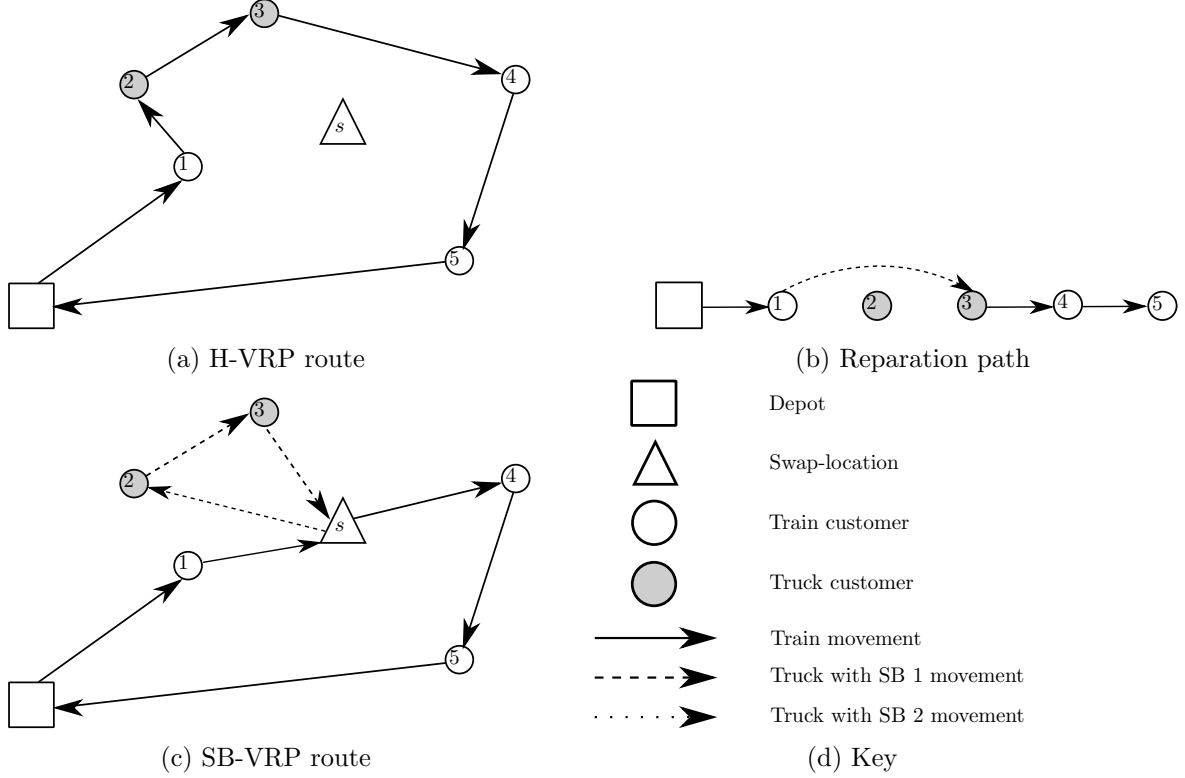 3
2
4
s
1
5
1
2
3
4
5
(a) H-VRP route
(b) Reparation path
3
2
4
s
1
5
Depot
Swap-location
Train customer
Truck customer
Train movement
Truck with SB 1 movement
Truck with SB 2 movement
(c) SB-VRP route
(d) Key